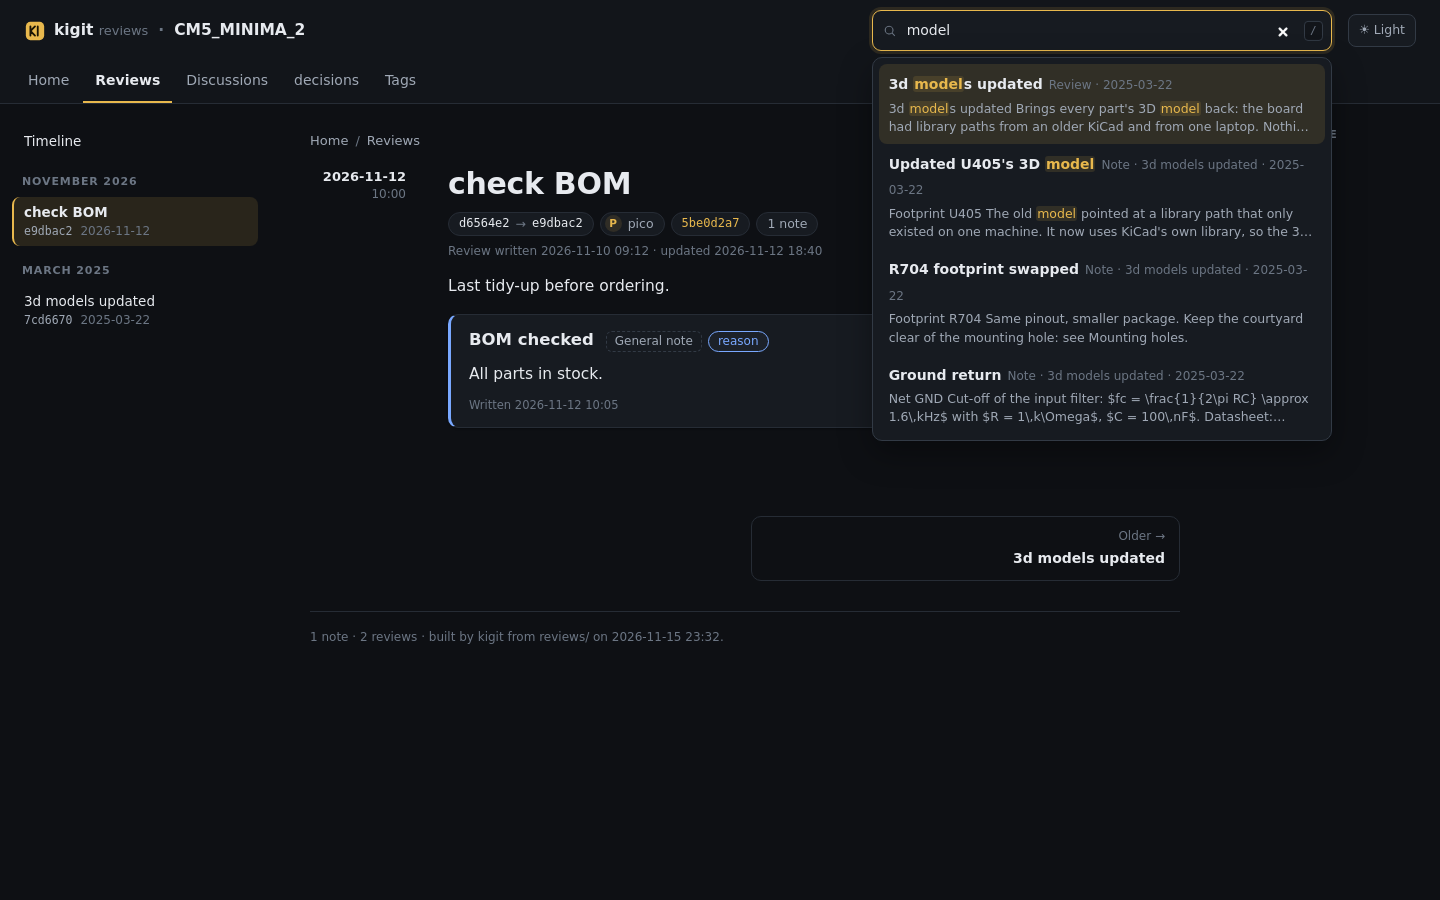 kigit reviews · CM5_MINIMA_2
model
/
☀ Light
Home
Reviews
Discussions
decisions
Tags
Timeline
NOVEMBER 2026
check BOM
e9dbac2 2026-11-12
MARCH 2025
3d models updated
7cd6670 2025-03-22
Home / Reviews
2026-11-12
10:00
check BOM
d6564e2 → e9dbac2
P pico
5be0d2a7
1 note
Review written 2026-11-10 09:12 · updated 2026-11-12 18:40
Last tidy-up before ordering.
BOM checked General note reason
All parts in stock.
Written 2026-11-12 10:05
3d models updated Review · 2025-03-22
3d models updated Brings every part's 3D model back: the board
had library paths from an older KiCad and from one laptop. Nothi…
Updated U405's 3D model Note · 3d models updated · 2025-
03-22
Footprint U405 The old model pointed at a library path that only
existed on one machine. It now uses KiCad's own library, so the 3…
R704 footprint swapped Note · 3d models updated · 2025-03-
22
Footprint R704 Same pinout, smaller package. Keep the courtyard
clear of the mounting hole: see Mounting holes.
Ground return Note · 3d models updated · 2025-03-22
Net GND Cut-off of the input filter: $fc = \frac{1}{2\pi RC} \approx
1.6\,kHz$ with $R = 1\,k\Omega$, $C = 100\,nF$. Datasheet:…
Older →
3d models updated
1 note · 2 reviews · built by kigit from reviews/ on 2026-11-15 23:32.